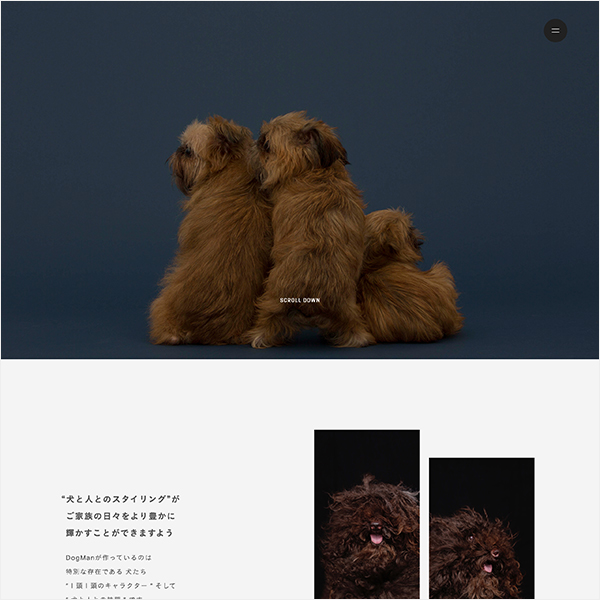 SCROLL DOWN
“犬と人とのスタイリング”が
ご家族の日々をより豊かに
輝かすことができますよう
DogManが作っているのは
特別な存在である 犬たち
“1頭1頭のキャラクター ” そして